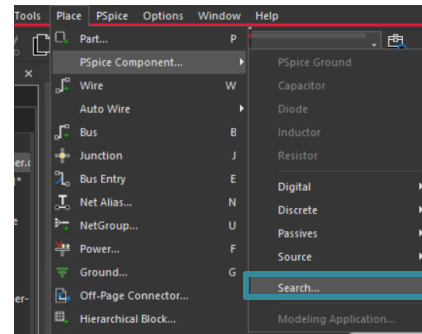 Tools Place PSpice Options Window Help
Part... P
PSpice Component...
Wire W
Auto Wire
Bus B
Junction J
Bus Entry E
Net Alias... N
NetGroup... U
Power... F
Ground... G
Off-Page Connector...
Hierarchical Block...
PSpice Ground
Capacitor
Diode
Inductor
Resistor
Digital
Discrete
Passives
Source
Search...
Modeling Application...